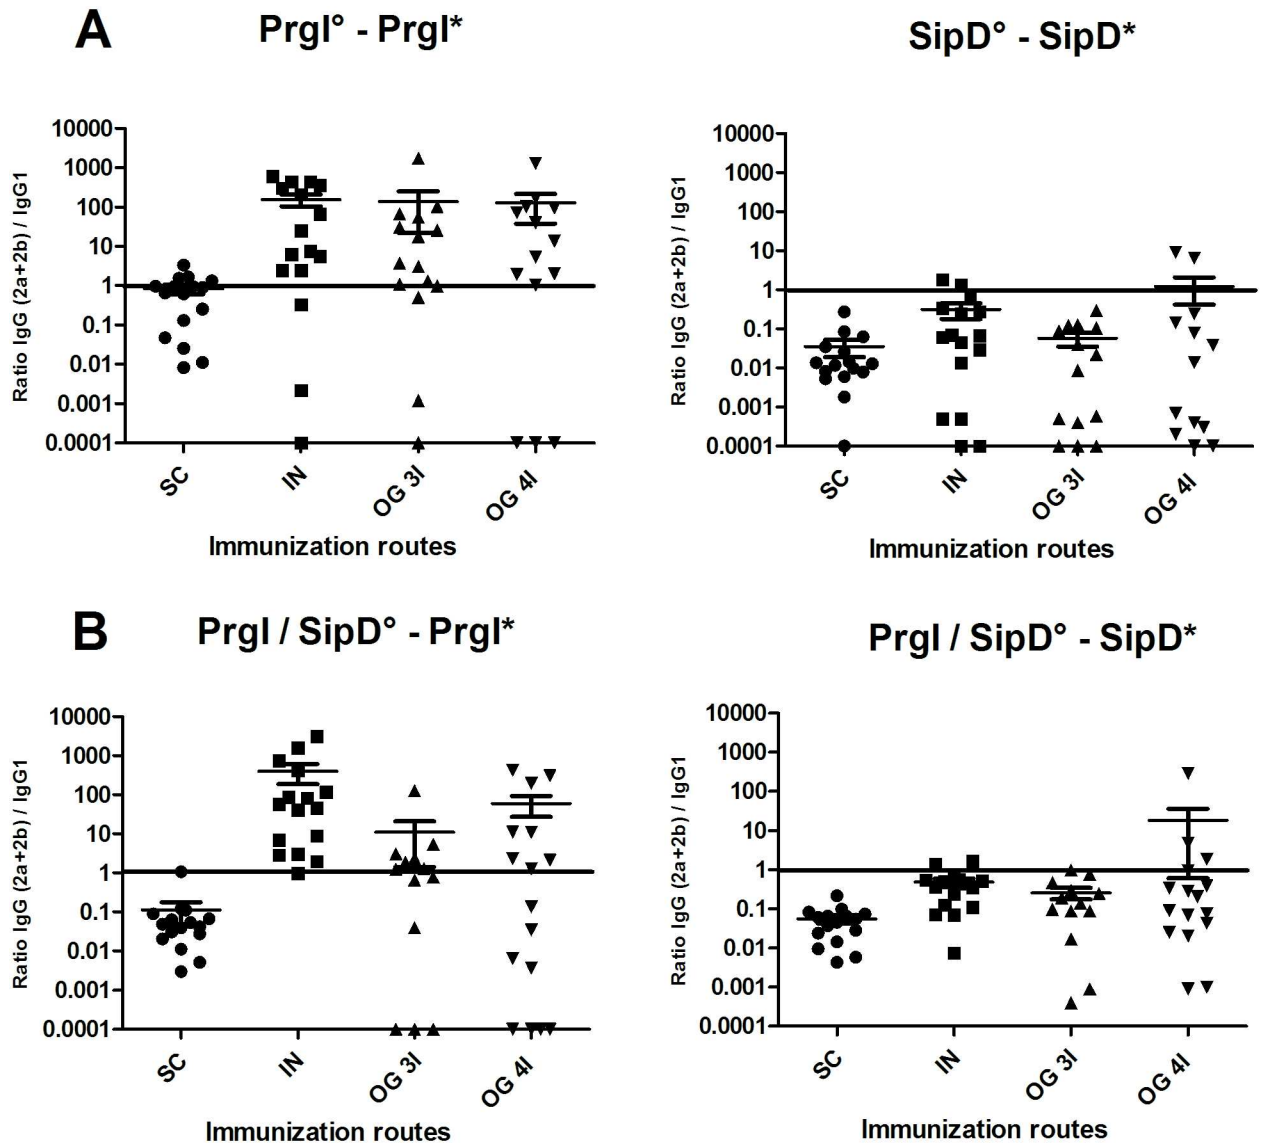 A
PrgI° - PrgI*
Ratio IgG (2a+2b) / IgG1
10000
1000
100
10
1
0.1
0.01
0.001
0.0001
SC
IN
OG 3I
OG 4I
Immunization routes
SipD° - SipD*
Ratio IgG (2a+2b) / IgG1
10000
1000
100
10
1
0.1
0.01
0.001
0.0001
SC
IN
OG 3I
OG 4I
Immunization routes
B
PrgI / SipD° - PrgI*
Ratio IgG (2a+2b) / IgG1
10000
1000
100
10
1
0.1
0.01
0.001
0.0001
SC
IN
OG 3I
OG 4I
Immunization routes
PrgI / SipD° - SipD*
Ratio IgG (2a+2b) / IgG1
10000
1000
100
10
1
0.1
0.01
0.001
0.0001
SC
IN
OG 3I
OG 4I
Immunization routes